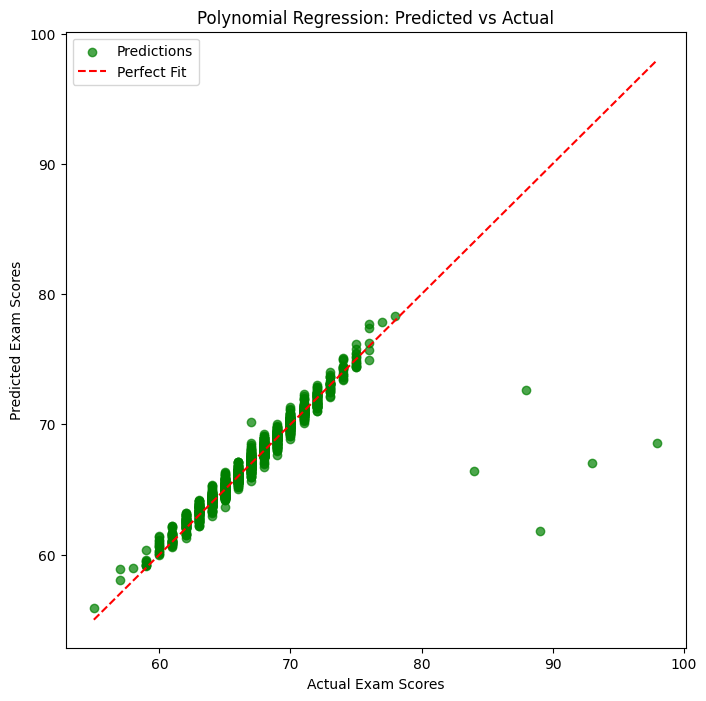 Polynomial Regression: Predicted vs Actual
Predictions
Perfect Fit
100
90
80
70
60
Predicted Exam Scores
60 70 80 90 100
Actual Exam Scores